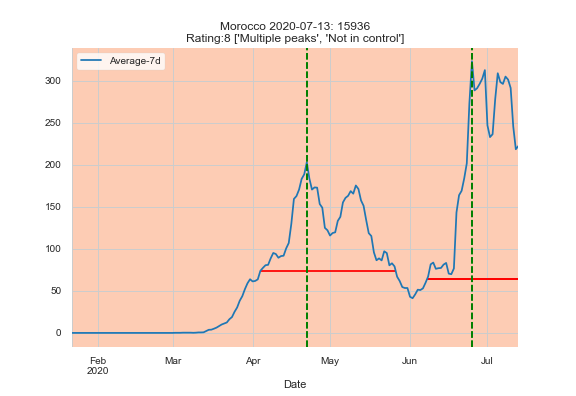 Morocco 2020-07-13: 15936
Rating:8 ['Multiple peaks', 'Not in control']
Average-7d
300
250
200
150
100
50
0
Feb Mar Apr May Jun Jul
2020
Date